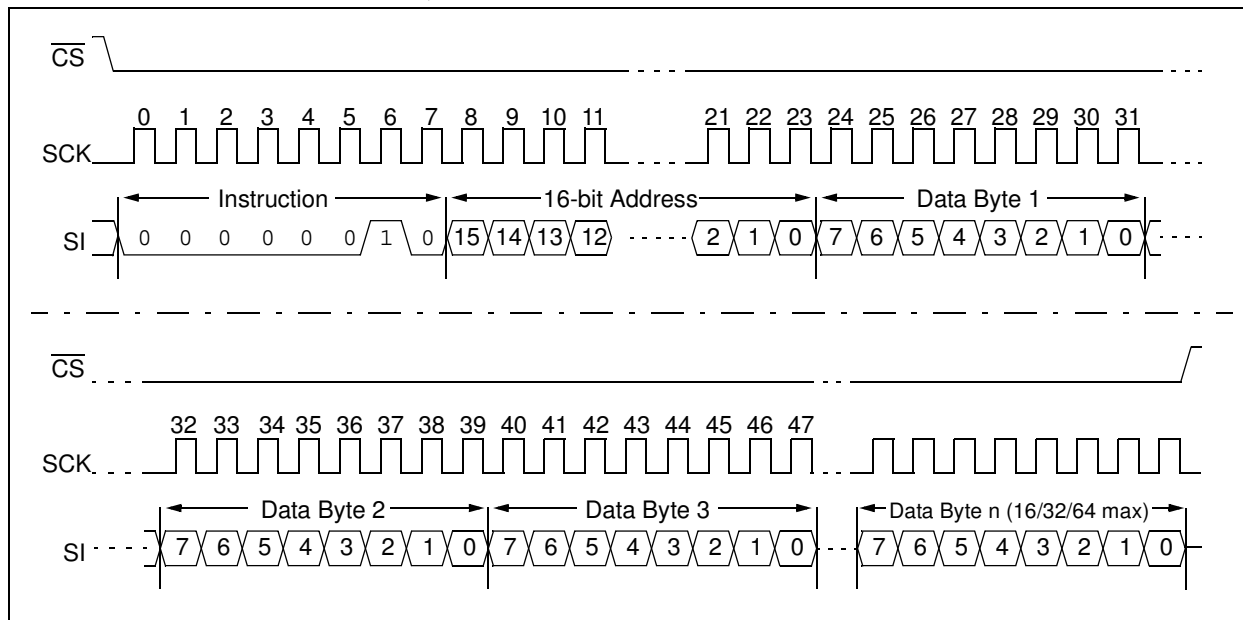 CS
0 1 2 3 4 5 6 7 8 9 10 11 21 22 23 24 25 26 27 28 29 30 31
SCK
Instruction 16-bit Address Data Byte 1
SI 0 0 0 0 0 0 1 0 15 14 13 12 2 1 0 7 6 5 4 3 2 1 0
CS
32 33 34 35 36 37 38 39 40 41 42 43 44 45 46 47
SCK
Data Byte 2 Data Byte 3 Data Byte n (16/32/64 max)
SI 7 6 5 4 3 2 1 0 7 6 5 4 3 2 1 0 7 6 5 4 3 2 1 0